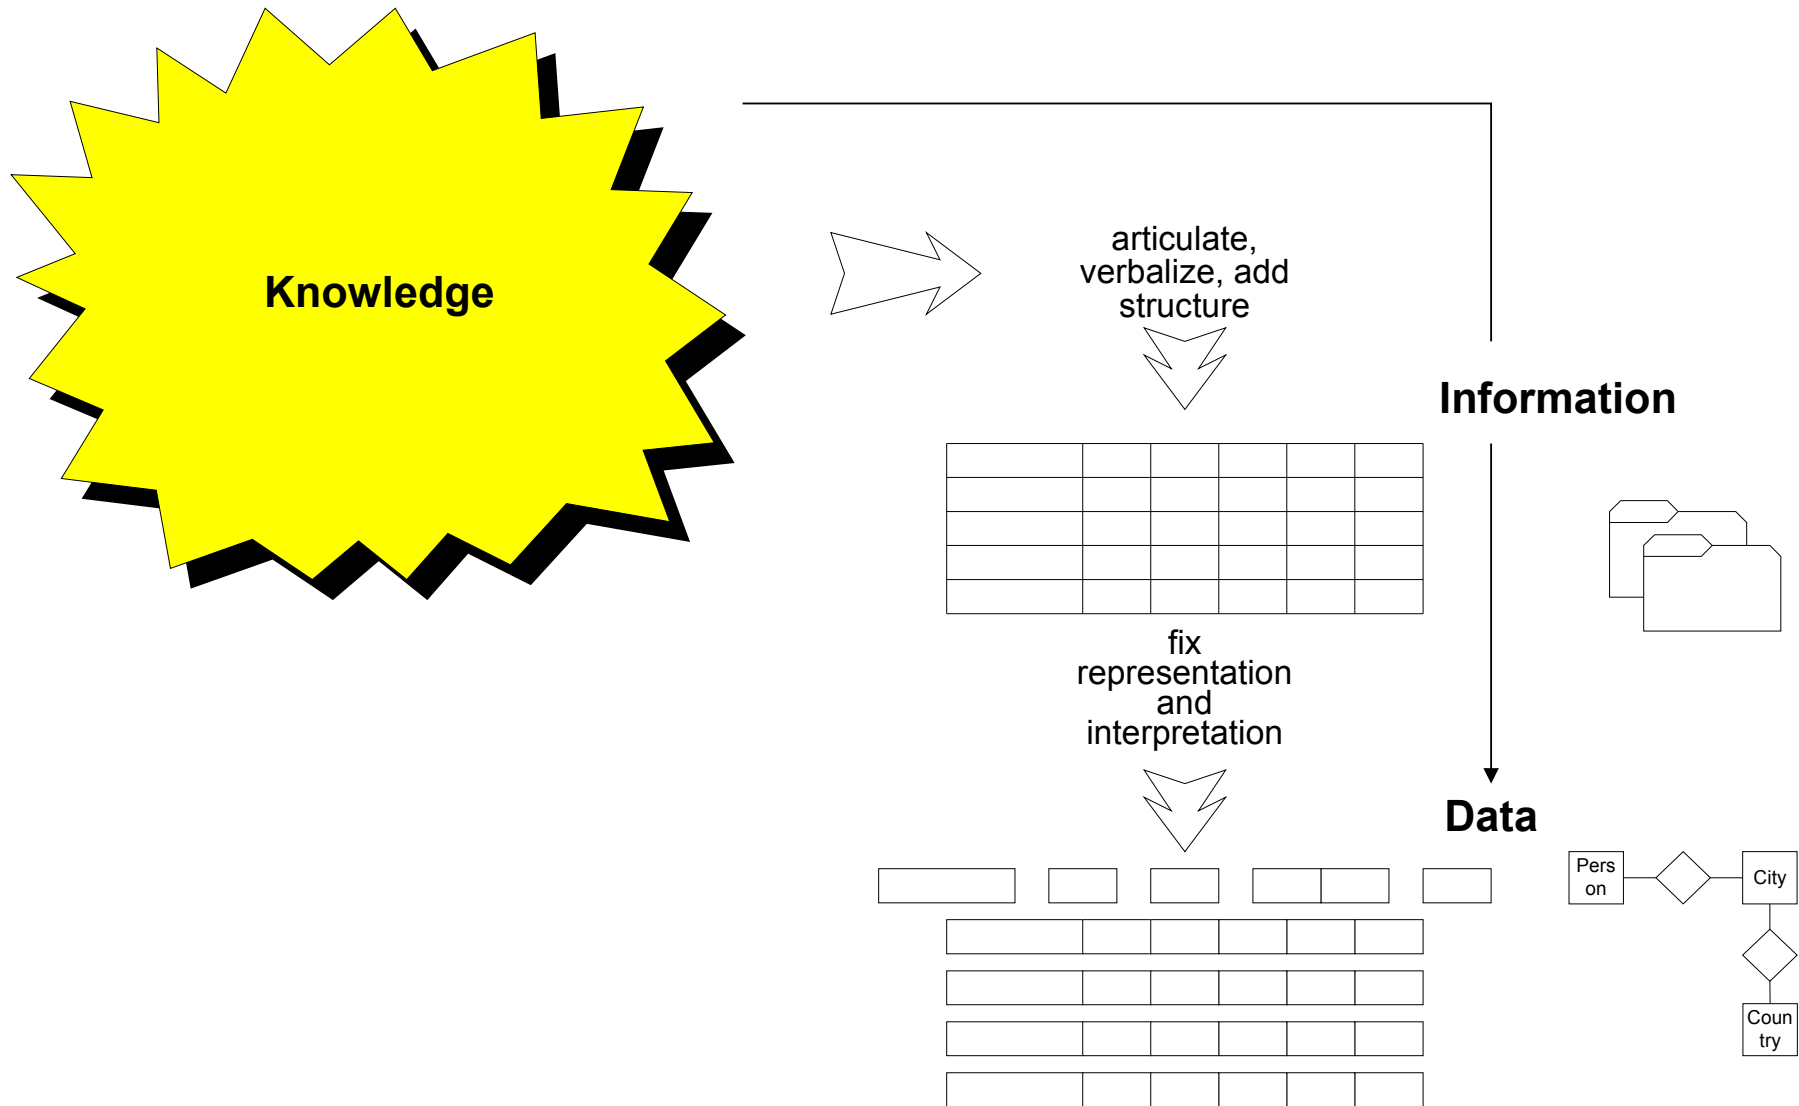 Knowledge
articulate,
verbalize, add
structure
Information
fix
representation
and
interpretation
Data
Pers
on
City
Coun
try